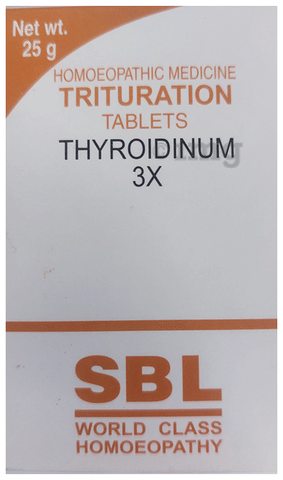 Net wt.
25 g
HOMOEOPATHIC MEDICINE
TRITURATION
TABLETS
THYROIDINUM
3X
SBL
WORLD CLASS
HOMOEOPATHY